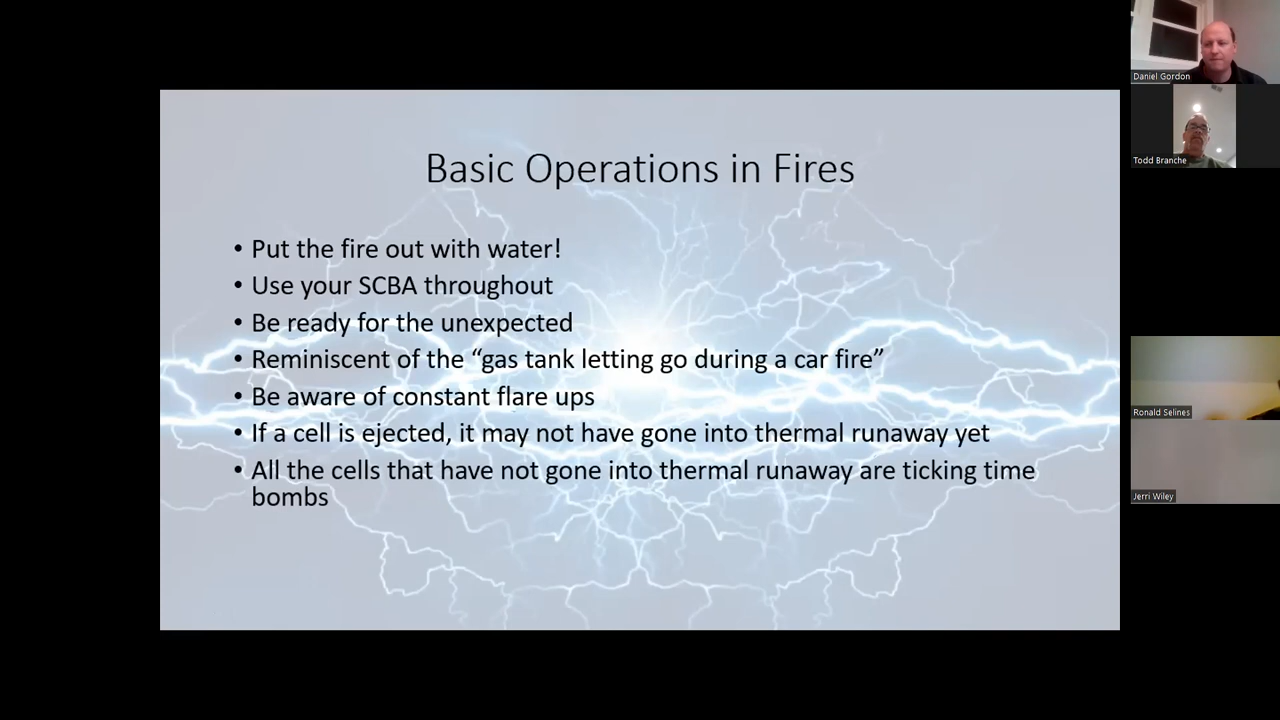 Basic Operations in Fires
• Put the fire out with water!
• Use your SCBA throughout
• Be ready for the unexpected
• Reminiscent of the “gas tank letting go during a car fire”
• Be aware of constant flare ups
• If a cell is ejected, it may not have gone into thermal runaway yet
• All the cells that have not gone into thermal runaway are ticking time
bombs
Daniel Gordon
Todd Branche
Ronald Selines
Jerri Wiley